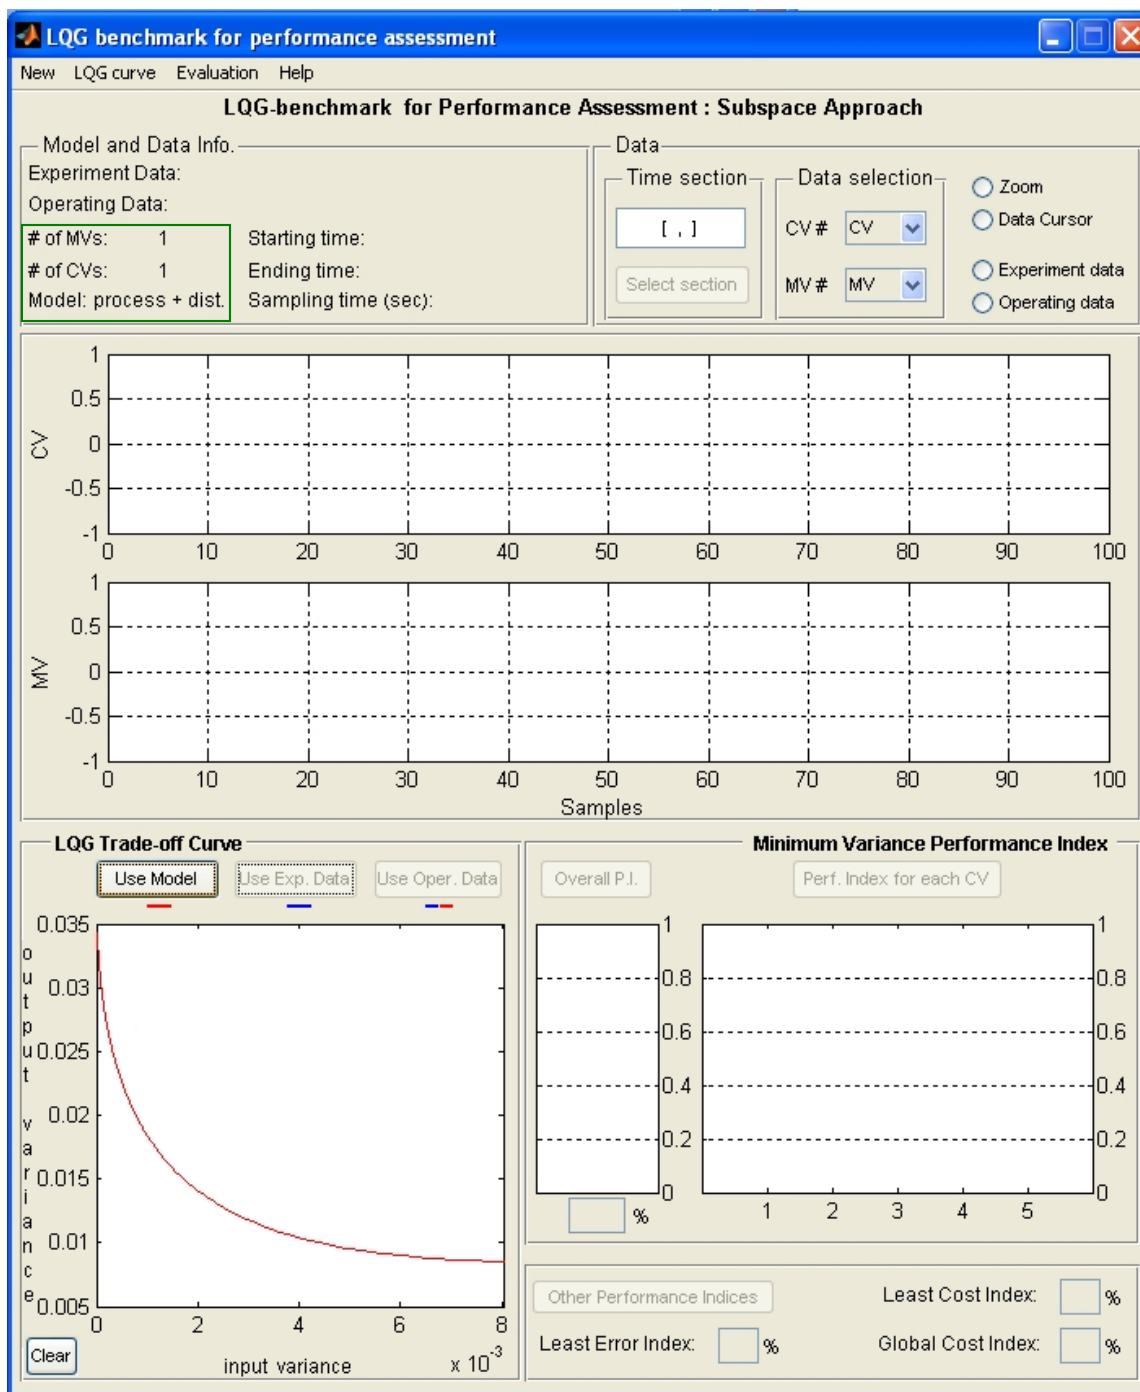 LQG benchmark for performance assessment
New LQG curve Evaluation Help
LQG-benchmark for Performance Assessment : Subspace Approach
Model and Data Info.
Experiment Data:
Operating Data:
# of MVs: 1 Starting time:
# of CVs: 1 Ending time:
Model: process + dist. Sampling time (sec):
Data
Time section
[ , ]
Select section
Data selection
CV # CV
MV # MV
Zoom
Data Cursor
Experiment data
Operating data
CV
1
0.5
0
-0.5
-1
0 10 20 30 40 50 60 70 80 90 100
MV
1
0.5
0
-0.5
-1
0 10 20 30 40 50 60 70 80 90 100
Samples
LQG Trade-off Curve
Use Model Use Exp. Data Use Oper. Data
output variance
0.035
0.03
0.025
0.02
0.015
0.01
0.005
0 2 4 6 8
input variance x 10-3
Clear
Minimum Variance Performance Index
Overall P.I. Perf. Index for each CV
1
0.8
0.6
0.4
0.2
0
%
1
0.8
0.6
0.4
0.2
0
1 2 3 4 5
Other Performance Indices Least Cost Index: %
Least Error Index: % Global Cost Index: %